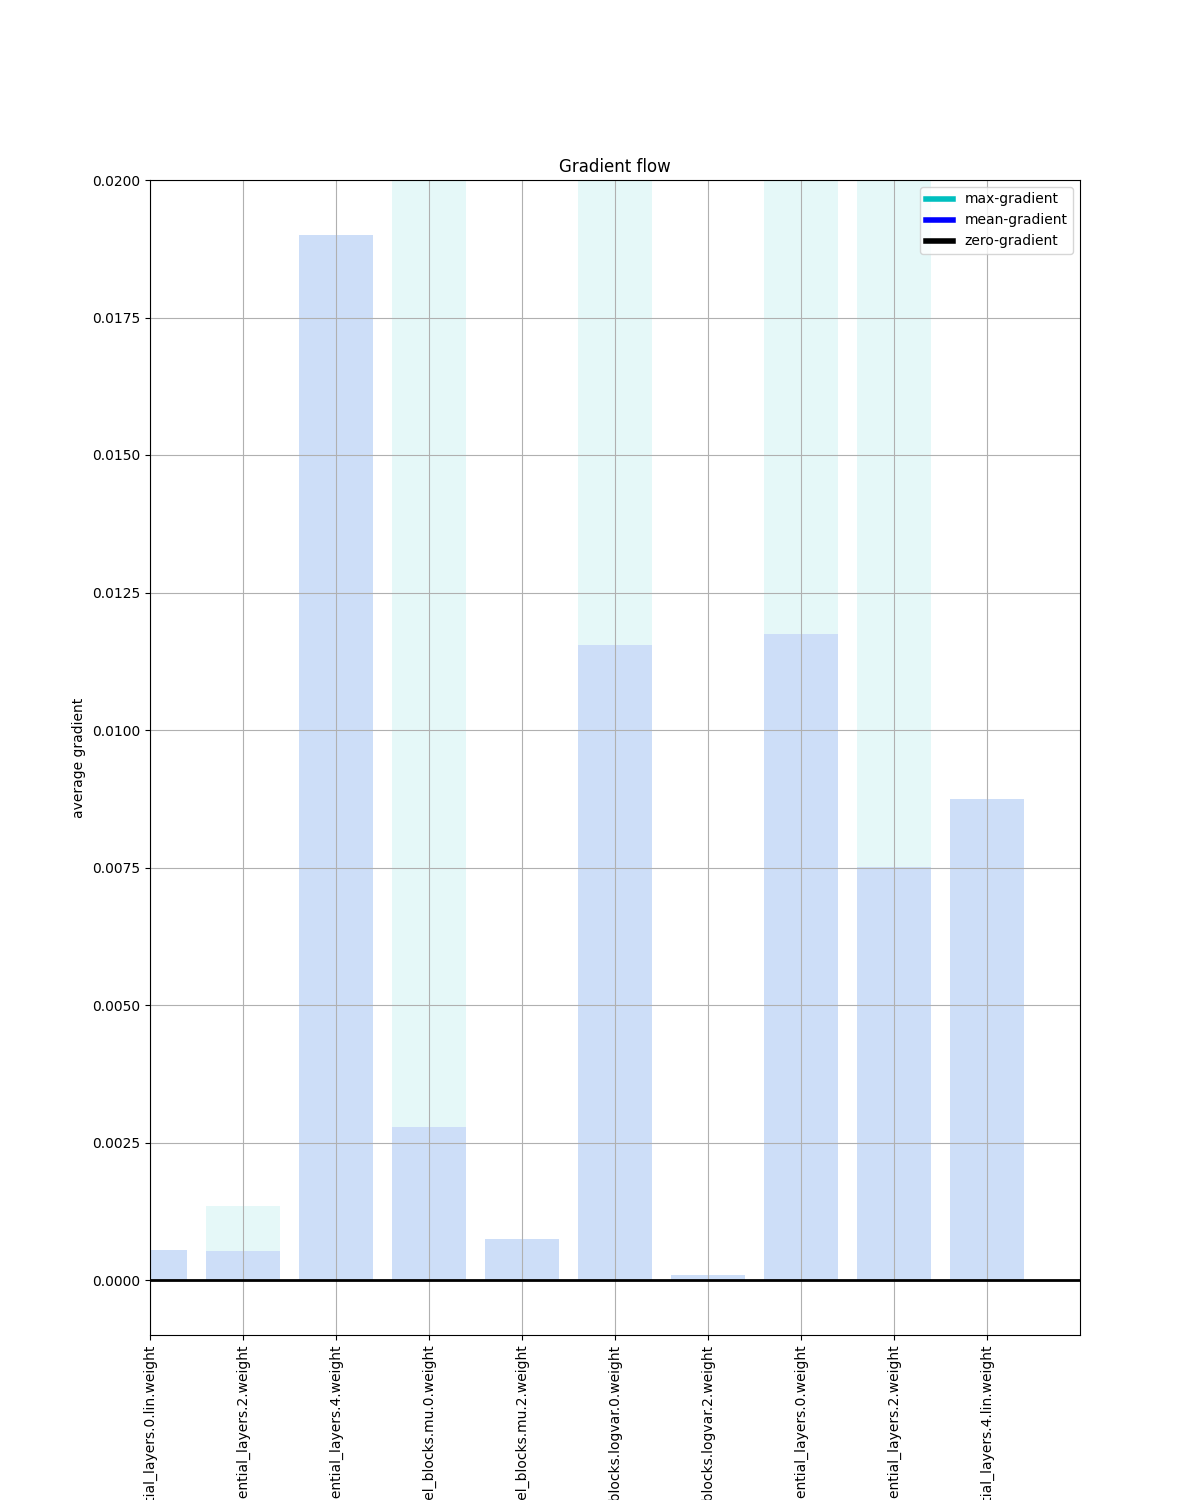 Gradient flow
max-gradient
mean-gradient
zero-gradient
0.0200
0.0175
0.0150
0.0125
0.0100
0.0075
0.0050
0.0025
0.0000
average gradient
tial_layers.0.lin.weight
ential_layers.2.weight
ential_layers.4.weight
el_blocks.mu.0.weight
el_blocks.mu.2.weight
blocks.logvar.0.weight
blocks.logvar.2.weight
ential_layers.0.weight
ential_layers.2.weight
tial_layers.4.lin.weight